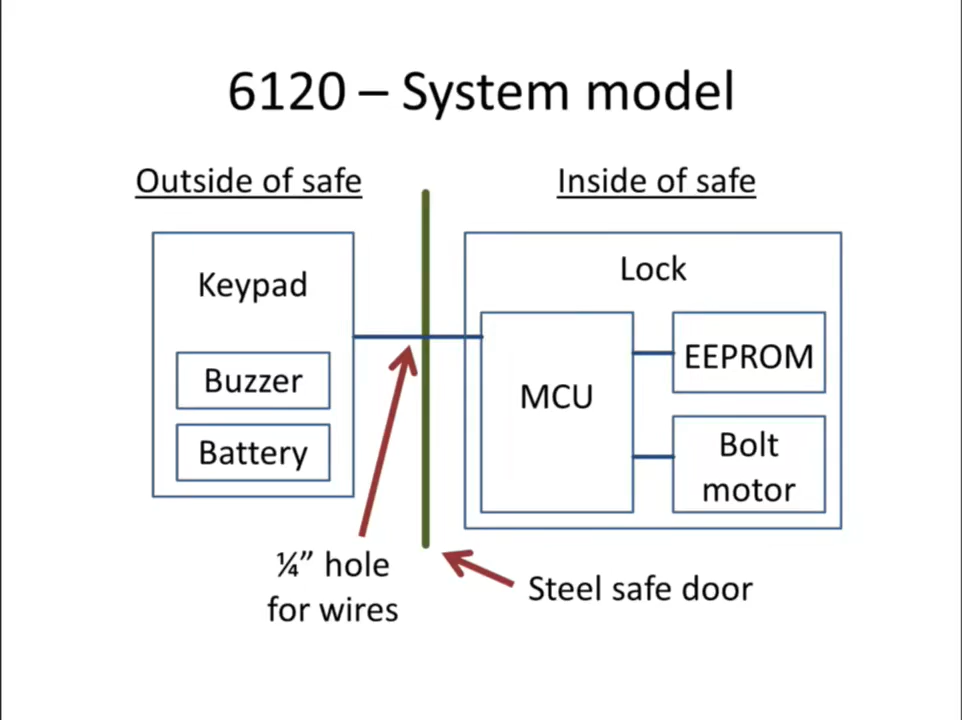 6120 – System model
Outside of safe
Inside of safe
Keypad
Buzzer
Battery
Lock
MCU
EEPROM
Bolt
motor
¼” hole
for wires
Steel safe door